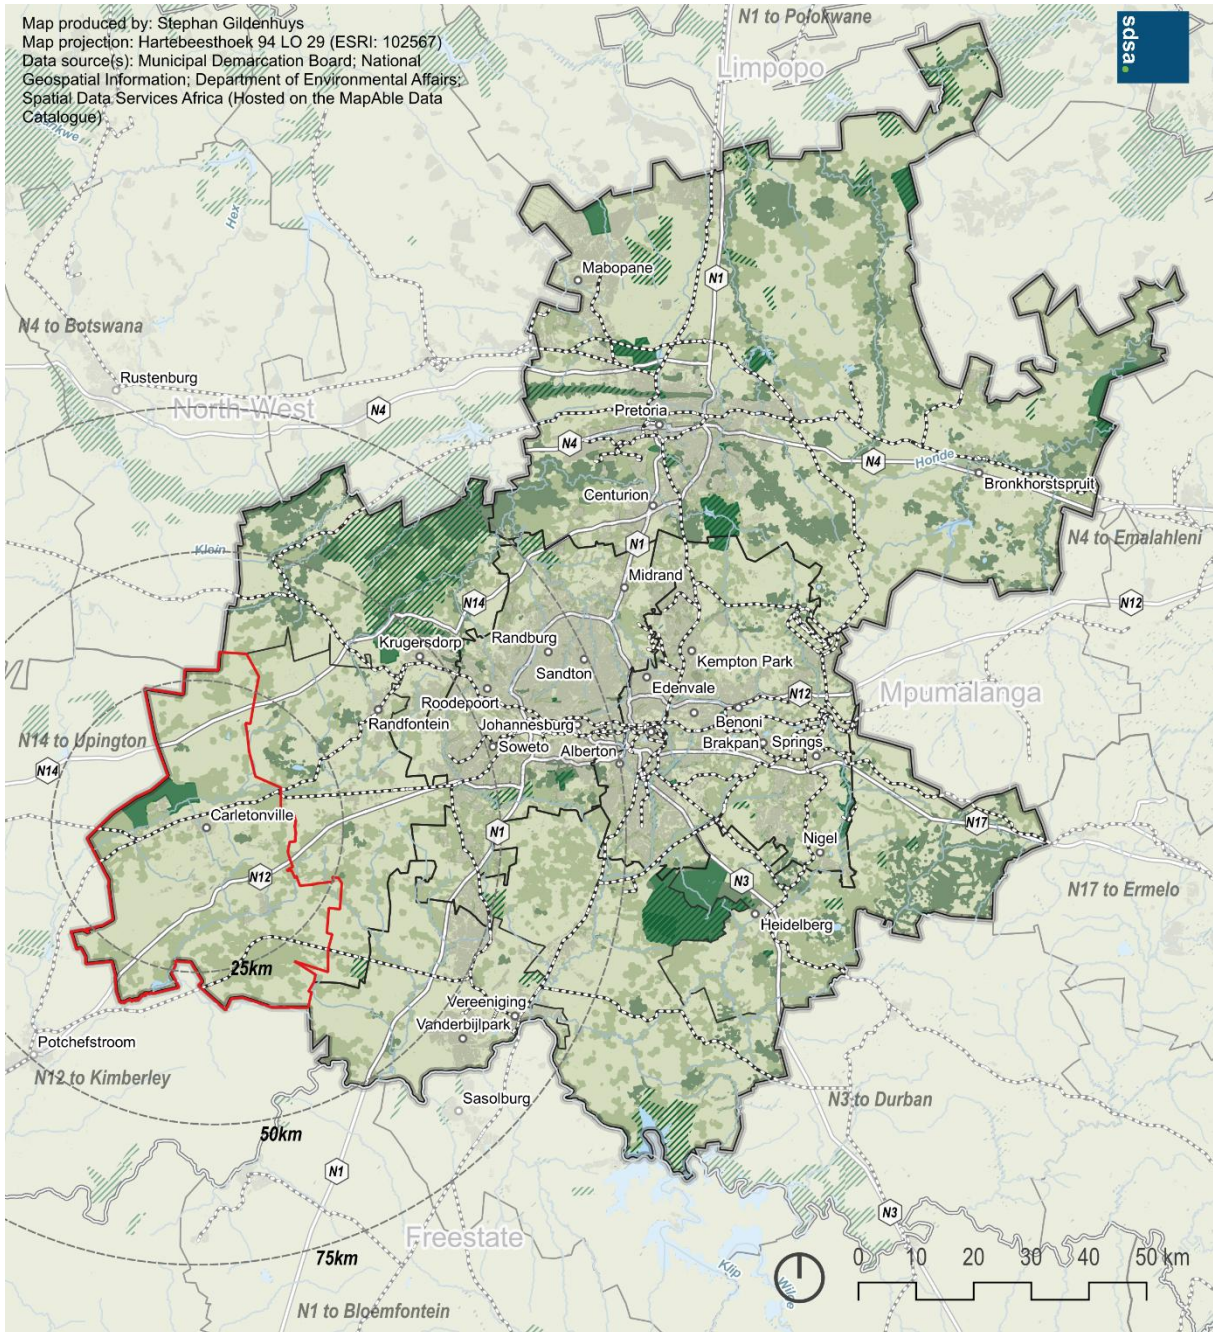 Map produced by: Stephan Gildenhuys
Map projection: Hartebeesthoek 94 LO 29 (ESRI: 102567)
Data source(s): Municipal Demarcation Board; National
Geospatial Information; Department of Environmental Affairs;
Spatial Data Services Africa (Hosted on the MapAble Data
Catalogue)
N1 to Polokwane
sdsa.
Limpopo
Hex
Mabopane
N1
N4 to Botswana
Rustenburg
North-West
N4
Pretoria
N4
N4
Honde
Bronkhorstspruit
Centurion
N4 to Emalahleni
N1
Klein
Midrand
N14
N12
Krugersdorp
Randburg
Sandton
Kempton Park
Edenvale
N12
Mpumalanga
Roodepoort
Randfontein
Johannesburg
Benoni
N14 to Upington
Soweto
Alberton
Brakpan
Springs
N14
Carletonville
N1
N17
Nigel
N12
N3
N17 to Ermelo
Heidelberg
25km
Vereeniging
Vanderbijlpark
Potchefstroom
N12 to Kimberley
Sasolburg
N3 to Durban
50km
N1
N3
Freestate
75km
Klip
0 10 20 30 40 50 km
N1 to Bloemfontein